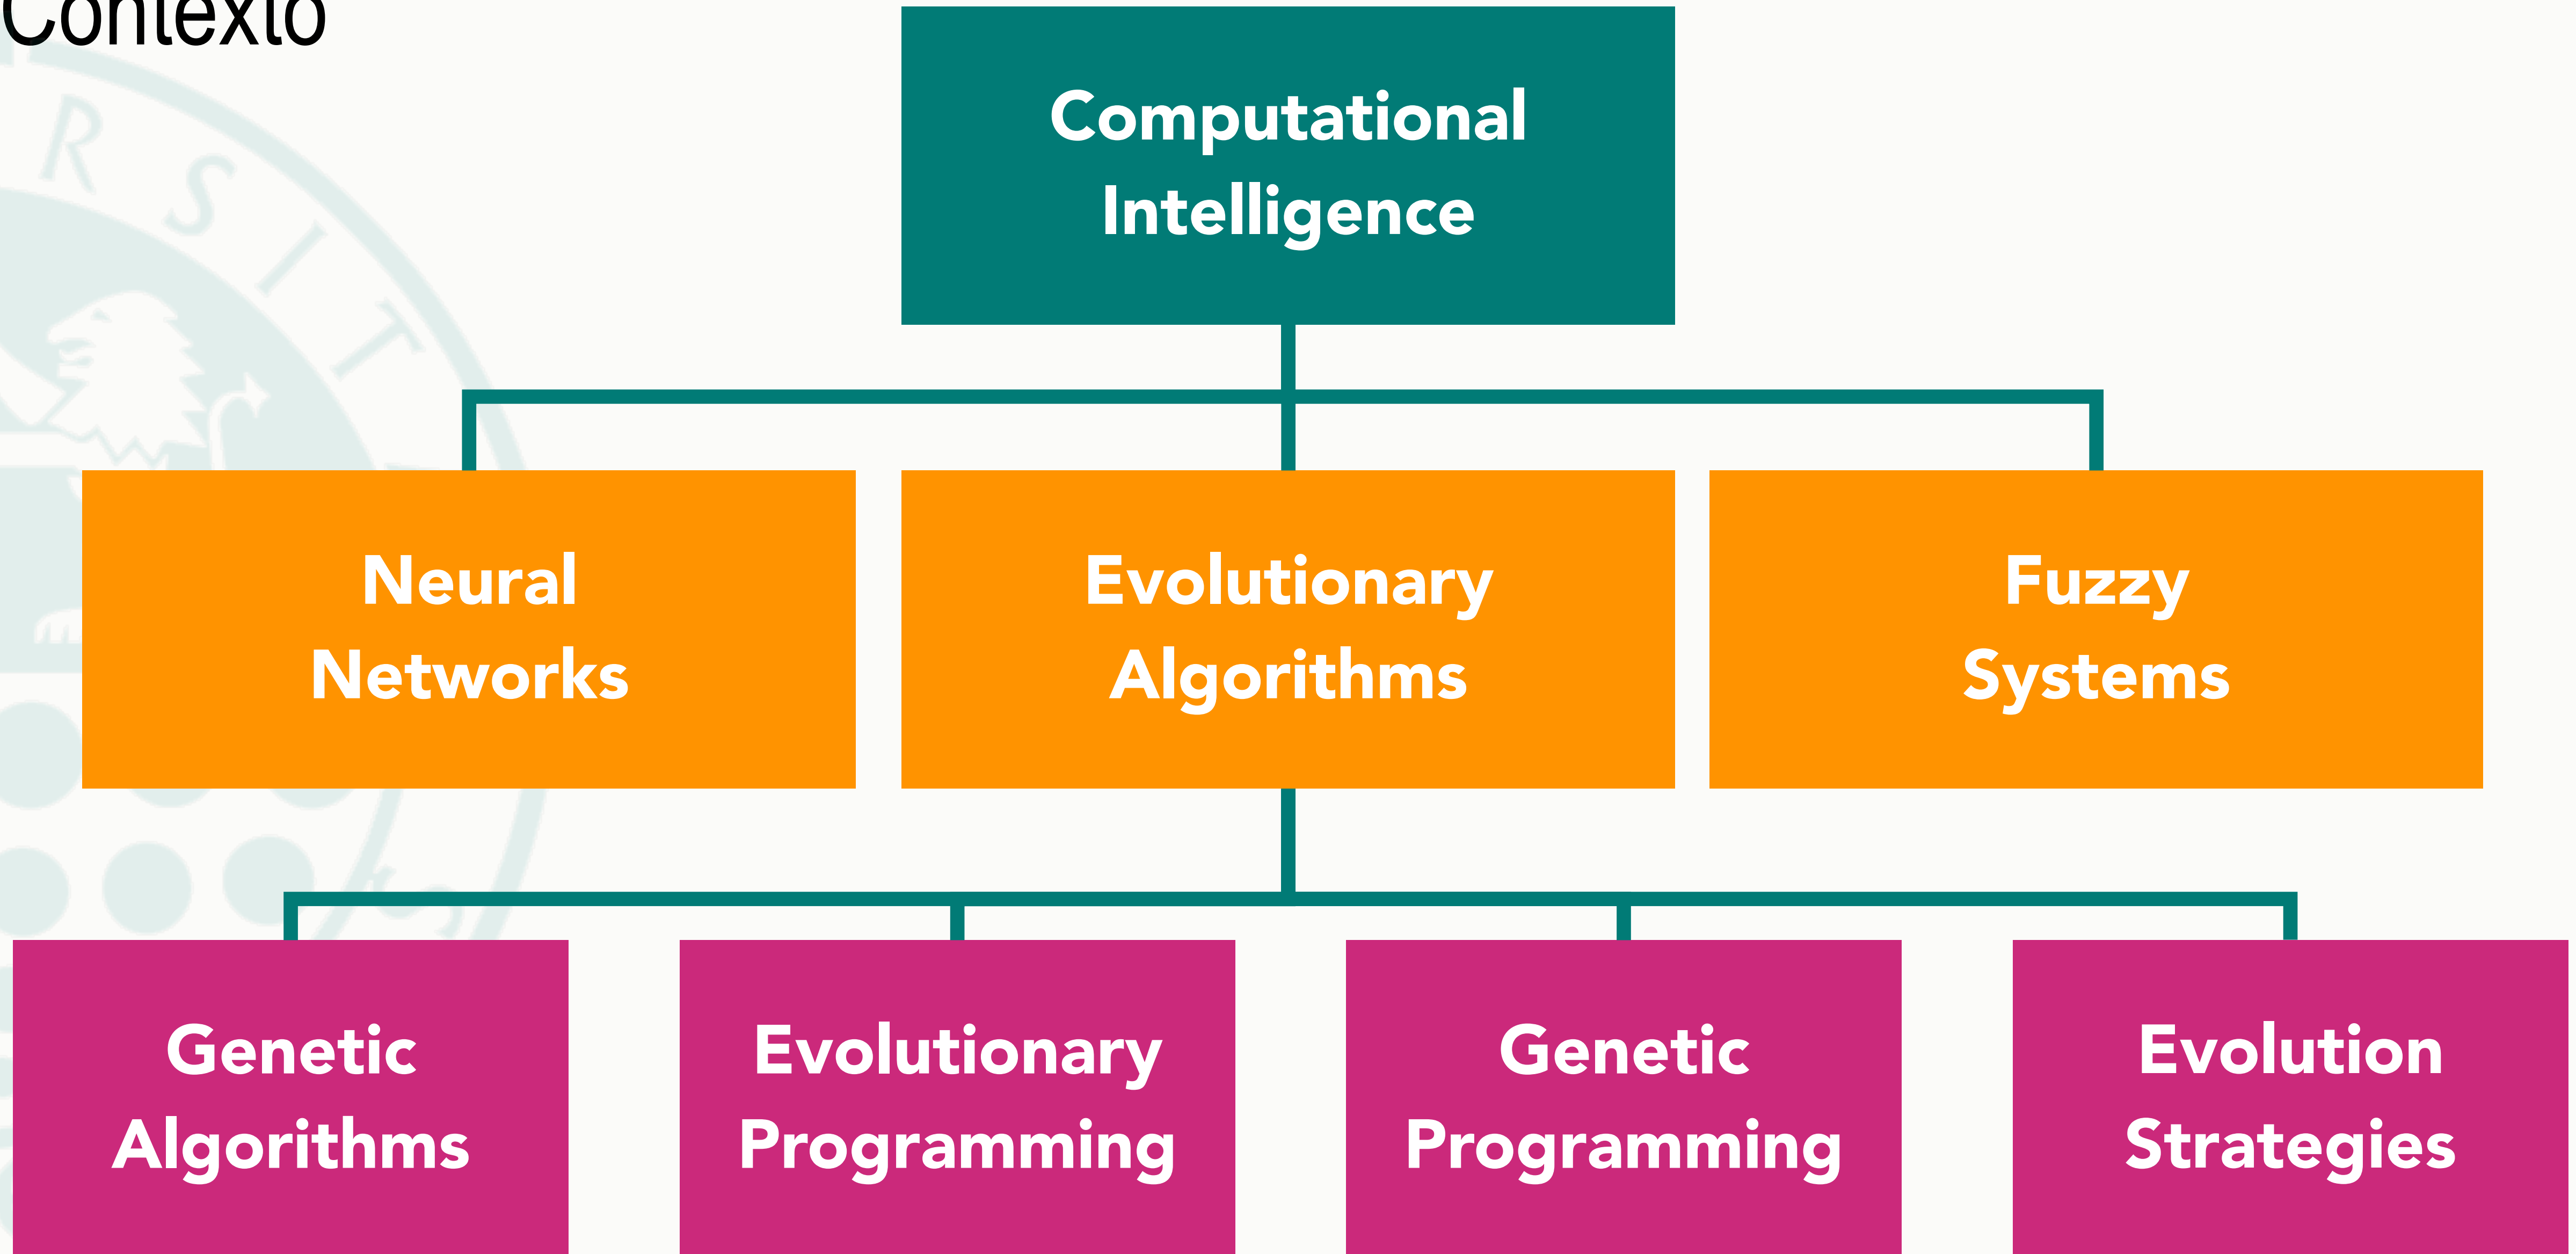 Contexto
Computational
Intelligence
Neural
Networks
Evolutionary
Algorithms
Fuzzy
Systems
Genetic
Algorithms
Evolutionary
Programming
Genetic
Programming
Evolution
Strategies
R S I T
S